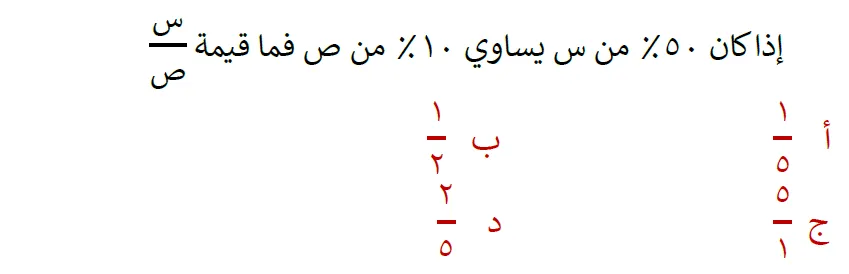 إذا كان ٥٠٪ من س يساوي ١٠٪ من ص فما قيمة س/ص
أ ١/٥ ب ١/٢
ج ٥/١ د ٢/٥